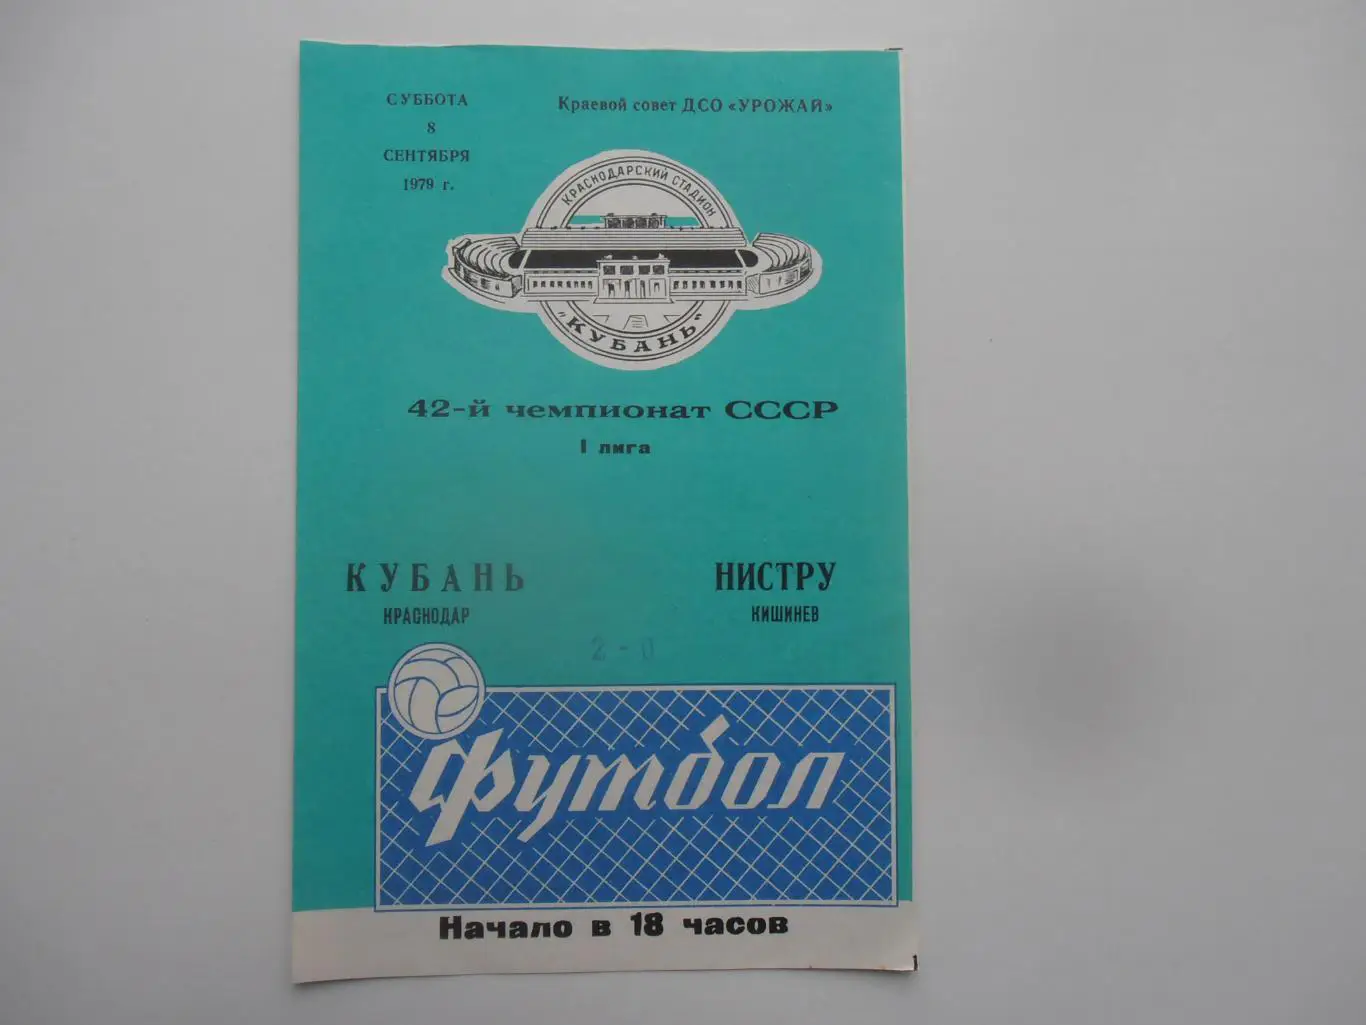 СУББОТА
8
СЕНТЯБРЯ
1979 г.
Краевой совет ДСО «УРОЖАЙ»
КРАСНОДАРСКИЙ СТАДИОН
"КУБАНЬ"
42-й чемпионат СССР
I лига
КУБАНЬ
КРАСНОДАР
НИСТРУ
КИШИНЕВ
2-0
Футбол
Начало в 18 часов